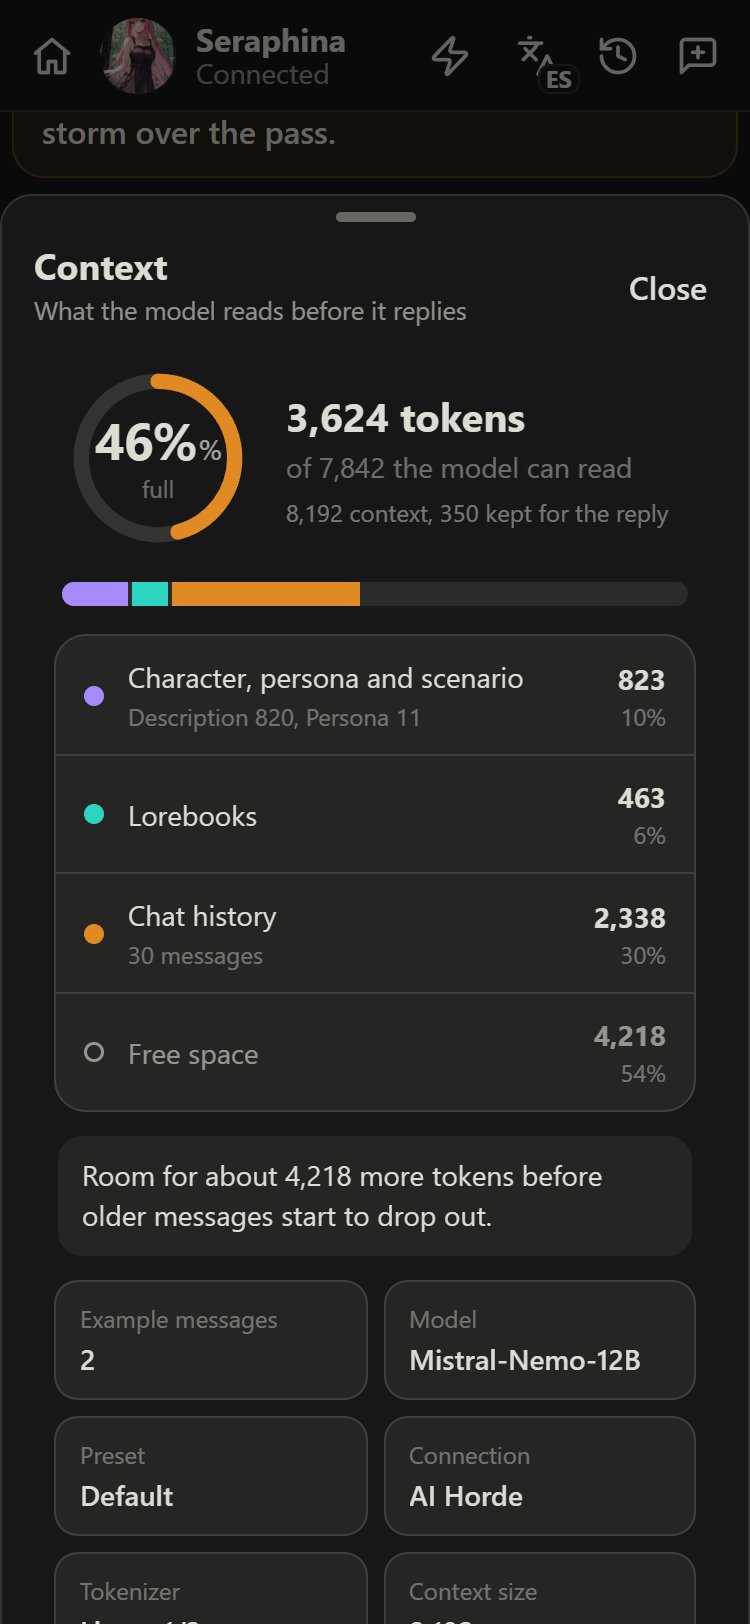 Seraphina
Connected
ES
storm over the pass.
Context
What the model reads before it replies
Close
46%%
full
3,624 tokens
of 7,842 the model can read
8,192 context, 350 kept for the reply
Character, persona and scenario
823
Description 820, Persona 11
10%
Lorebooks
463
6%
Chat history
2,338
30 messages
30%
Free space
4,218
54%
Room for about 4,218 more tokens before
older messages start to drop out.
Example messages
2
Model
Mistral-Nemo-12B
Preset
Default
Connection
AI Horde
Tokenizer
Context size